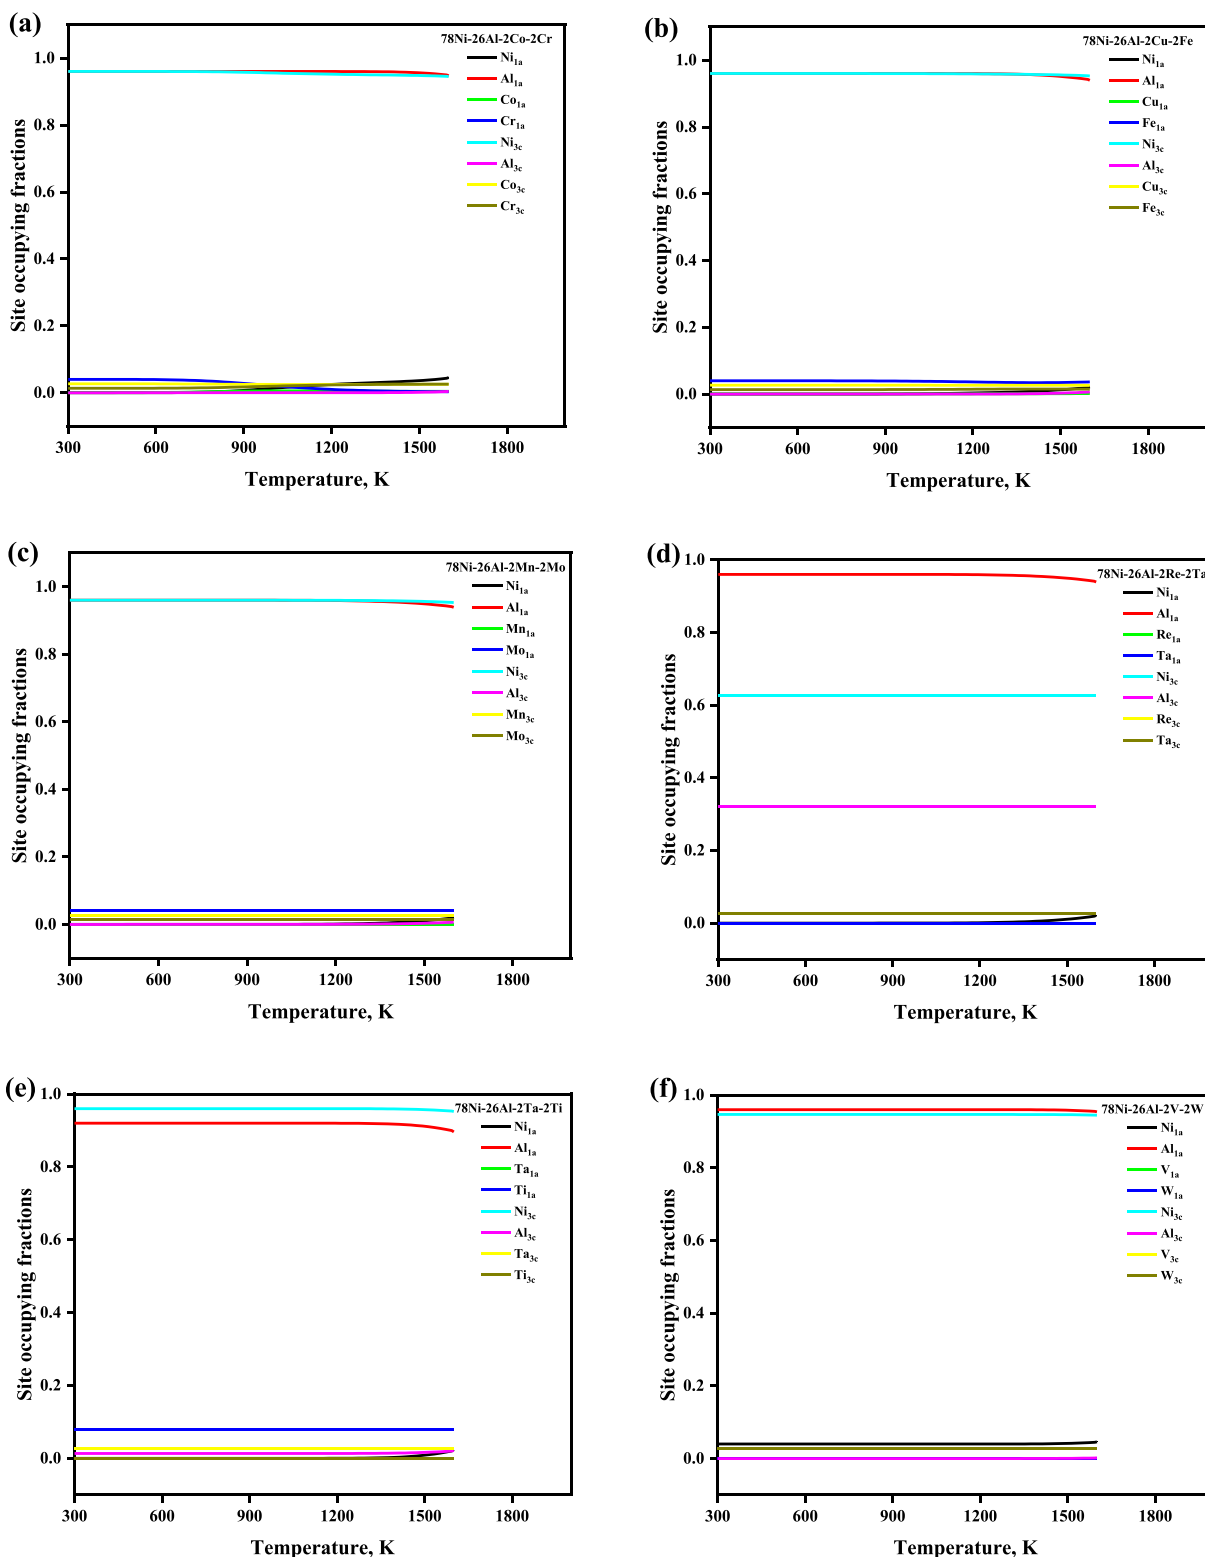 (a)
78Ni-26Al-2Co-2Cr
Ni1a
Al1a
Co1a
Cr1a
Ni3c
Al3c
Co3c
Cr3c
1.0
0.8
0.6
0.4
0.2
0.0
Site occupying fractions
300 600 900 1200 1500 1800
Temperature, K
(b)
78Ni-26Al-2Cu-2Fe
Ni1a
Al1a
Cu1a
Fe1a
Ni3c
Al3c
Cu3c
Fe3c
1.0
0.8
0.6
0.4
0.2
0.0
Site occupying fractions
300 600 900 1200 1500 1800
Temperature, K
(c)
78Ni-26Al-2Mn-2Mo
Ni1a
Al1a
Mn1a
Mo1a
Ni3c
Al3c
Mn3c
Mo3c
1.0
0.8
0.6
0.4
0.2
0.0
Site occupying fractions
300 600 900 1200 1500 1800
Temperature, K
(d)
78Ni-26Al-2Re-2Ta
Ni1a
Al1a
Re1a
Ta1a
Ni3c
Al3c
Re3c
Ta3c
1.0
0.8
0.6
0.4
0.2
0.0
Site occupying fractions
300 600 900 1200 1500 1800
Temperature, K
(e)
78Ni-26Al-2Ta-2Ti
Ni1a
Al1a
Ta1a
Ti1a
Ni3c
Al3c
Ta3c
Ti3c
1.0
0.8
0.6
0.4
0.2
0.0
Site occupying fractions
300 600 900 1200 1500 1800
Temperature, K
(f)
78Ni-26Al-2V-2W
Ni1a
Al1a
V1a
W1a
Ni3c
Al3c
V3c
W3c
1.0
0.8
0.6
0.4
0.2
0.0
Site occupying fractions
300 600 900 1200 1500 1800
Temperature, K